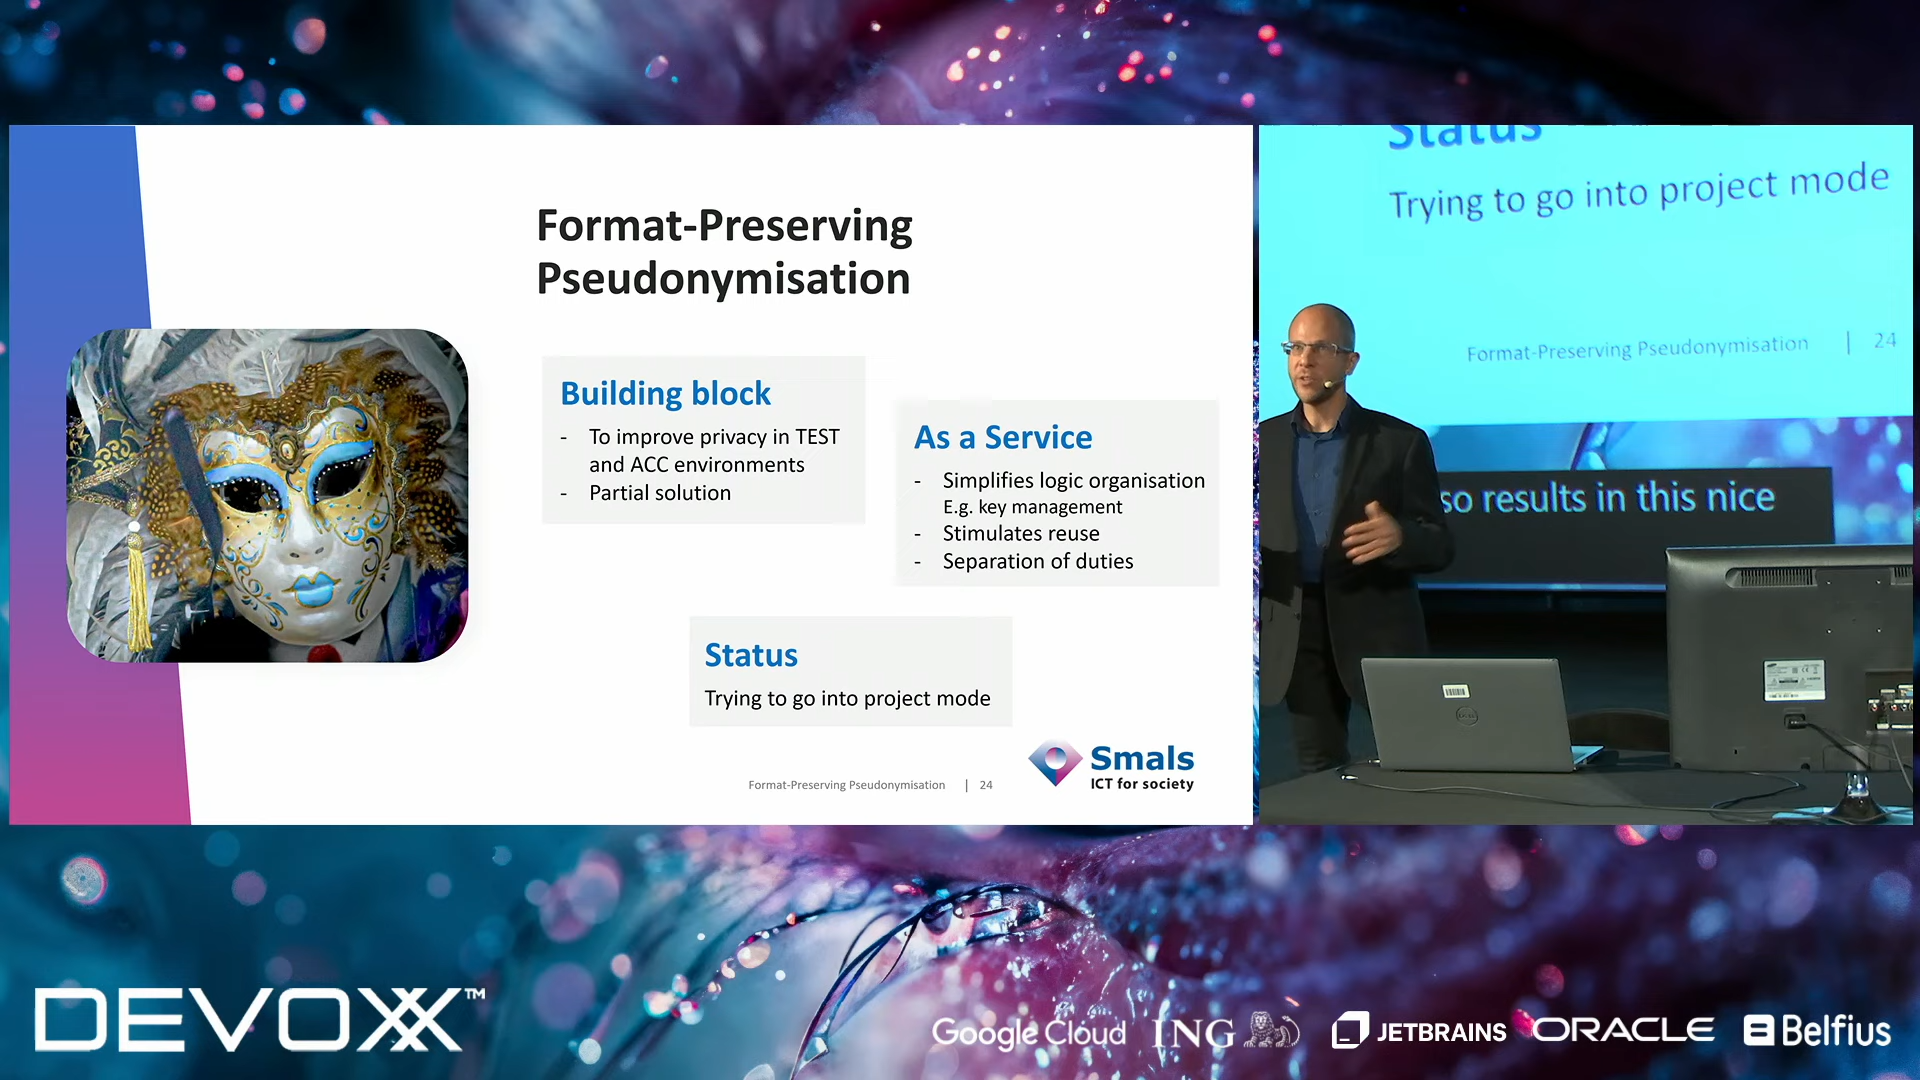 Format-Preserving
Pseudonymisation
Building block
- To improve privacy in TEST
and ACC environments
- Partial solution
As a Service
- Simplifies logic organisation
E.g. key management
- Stimulates reuse
- Separation of duties
Status
Trying to go into project mode
Format-Preserving Pseudonymisation | 24
Smals
ICT for society
Status
Trying to go into project mode
Format-Preserving Pseudonymisation | 24
so results in this nice
DEVOXX™
Google Cloud
ING
JETBRAINS
ORACLE
Belfius